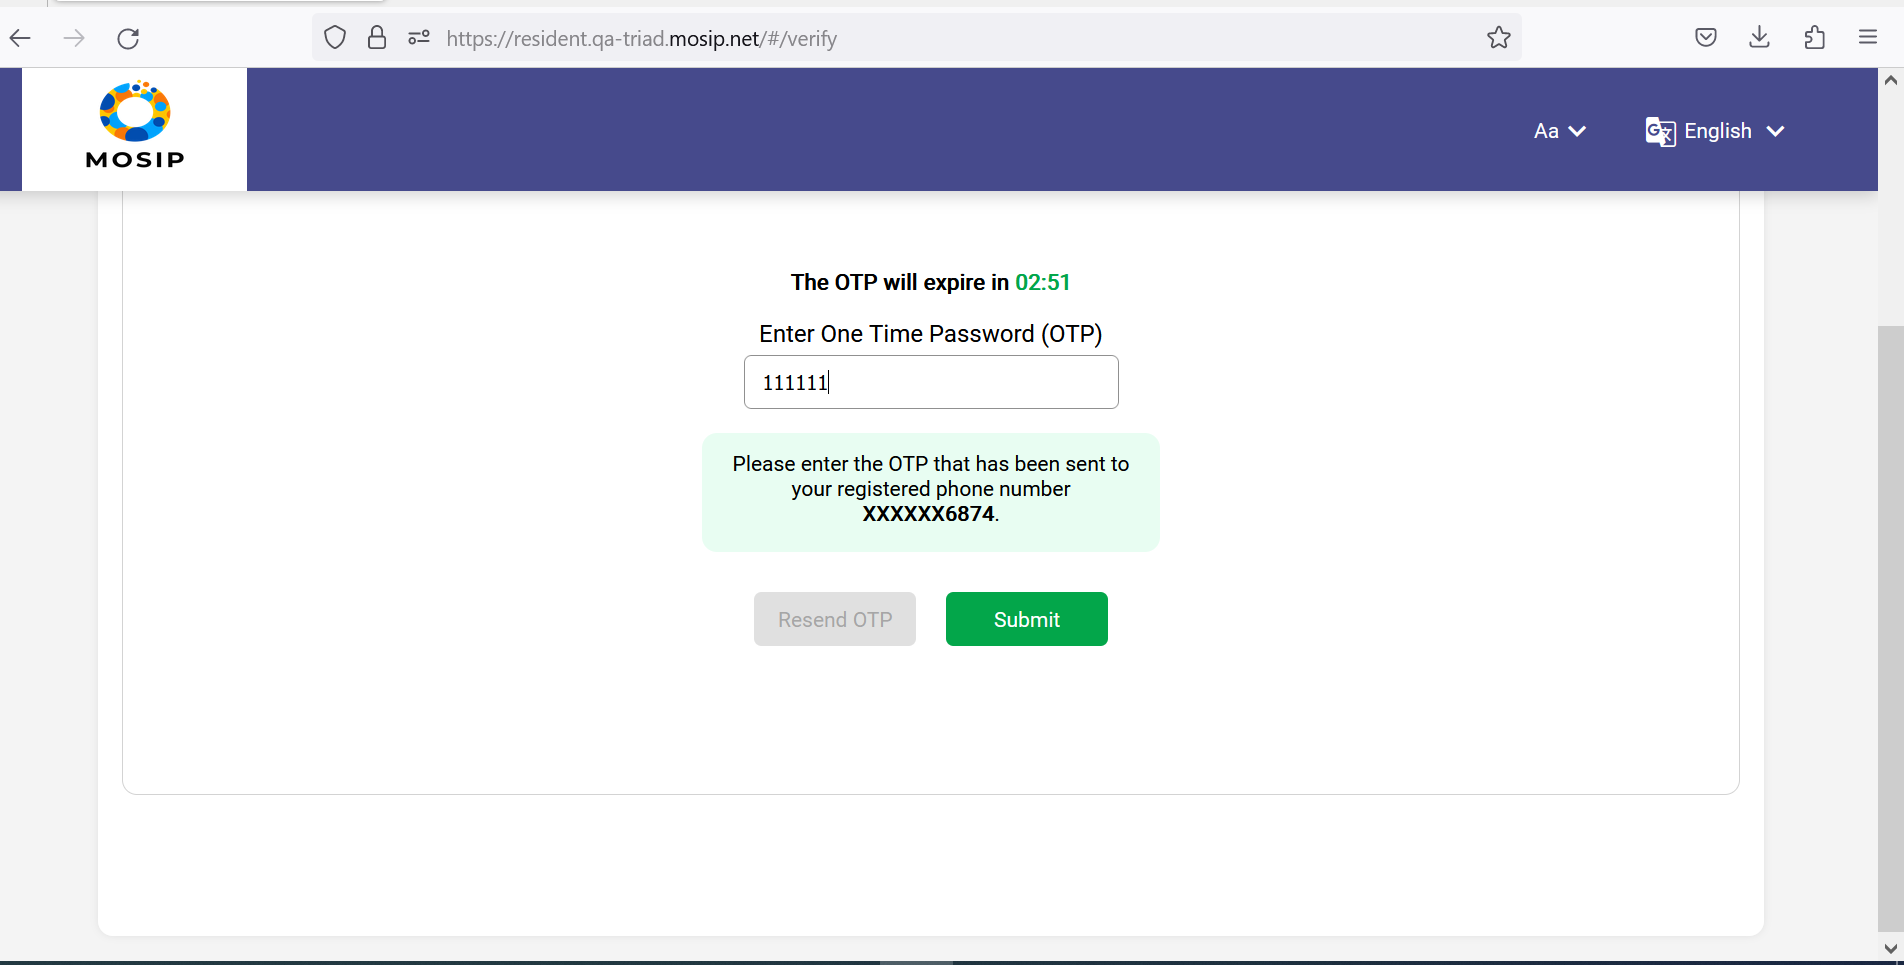 https://resident.qa-triad.mosip.net/#/verify
MOSIP
Aa
English
The OTP will expire in 02:51
Enter One Time Password (OTP)
111111
Please enter the OTP that has been sent to
your registered phone number
XXXXXX6874.
Resend OTP
Submit